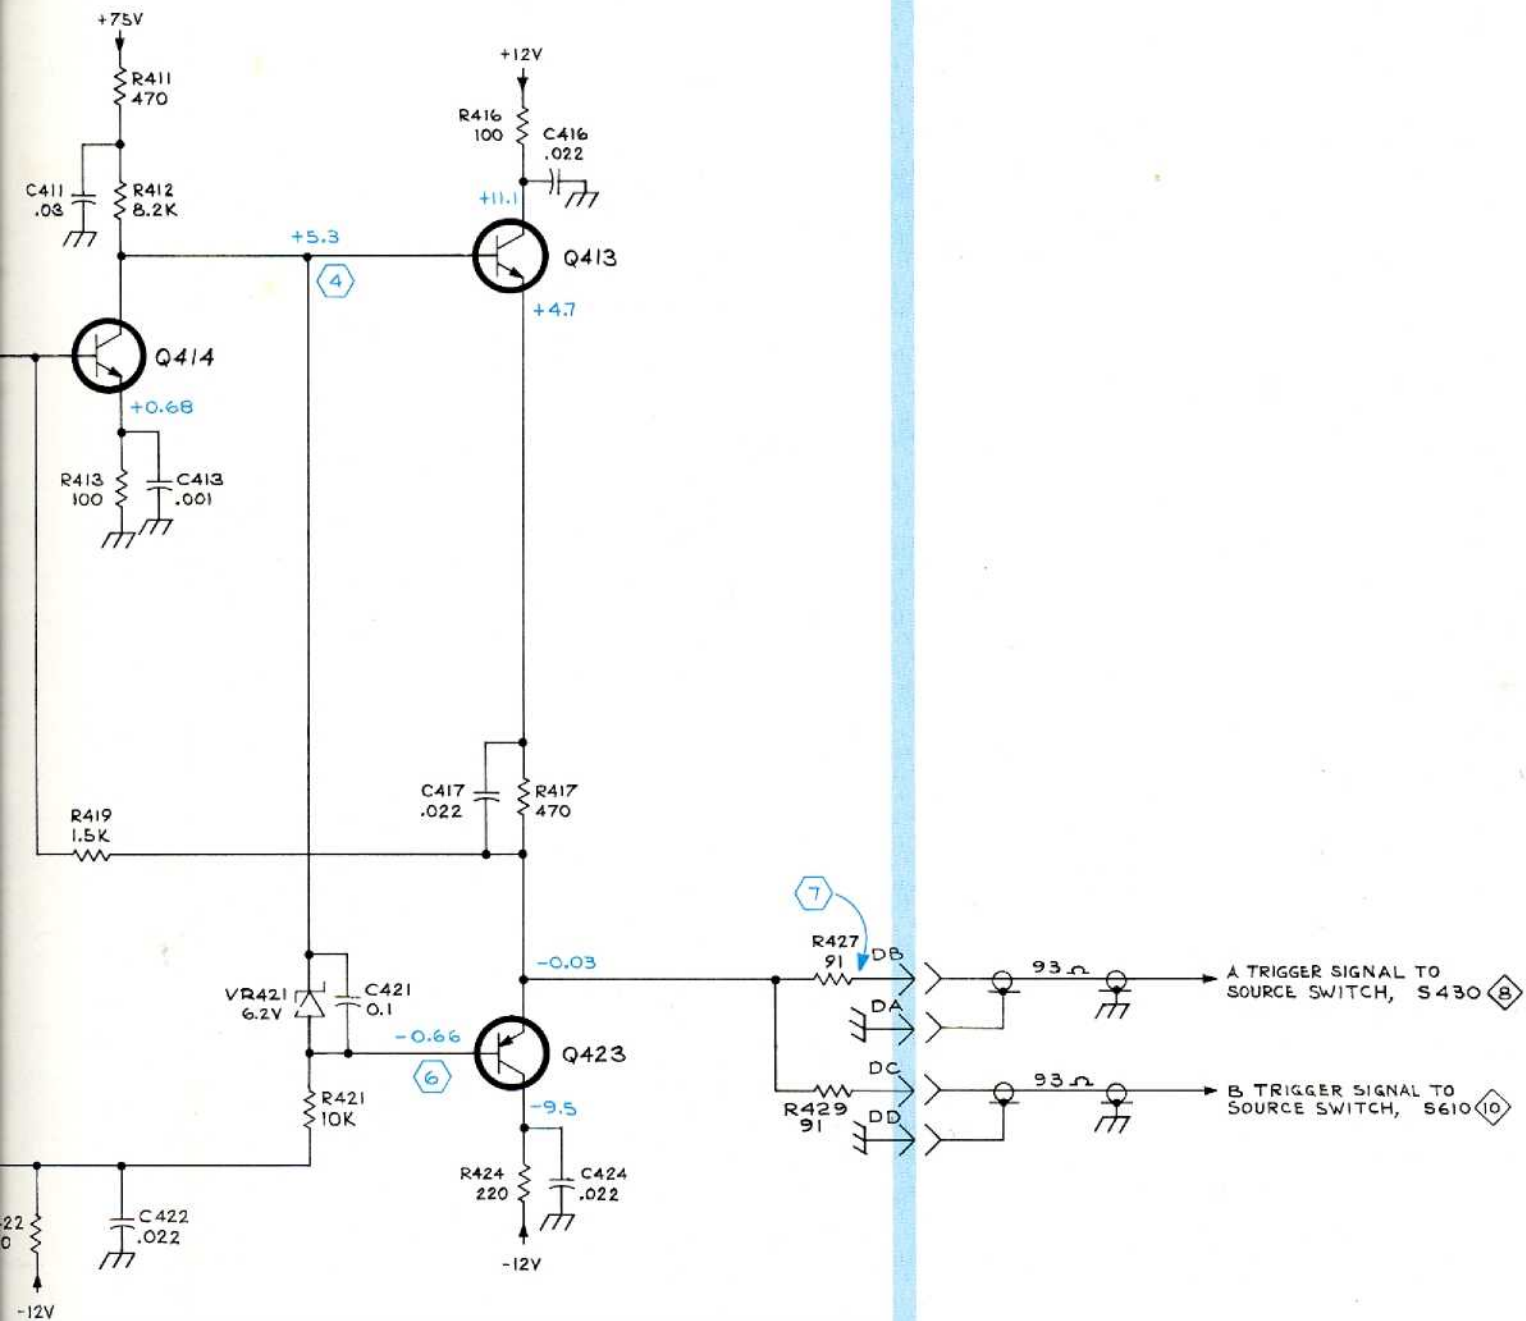 +75V
R411
470
+12V
R416
100
C416
.022
C411
.03
R412
8.2K
+11.1
+5.3
4
Q413
+4.7
Q414
+0.68
R413
100
C413
.001
C417
.022
R417
470
R419
1.5K
7
R427
91
DB
93Ω
A TRIGGER SIGNAL TO
SOURCE SWITCH, S430 8
-0.03
VR421
6.2V
C421
0.1
DA
-0.66
6
Q423
DC
93Ω
B TRIGGER SIGNAL TO
SOURCE SWITCH, S610 10
R429
91
DD
R421
10K
-9.5
R424
220
C424
.022
22
0
C422
.022
-12V
-12V